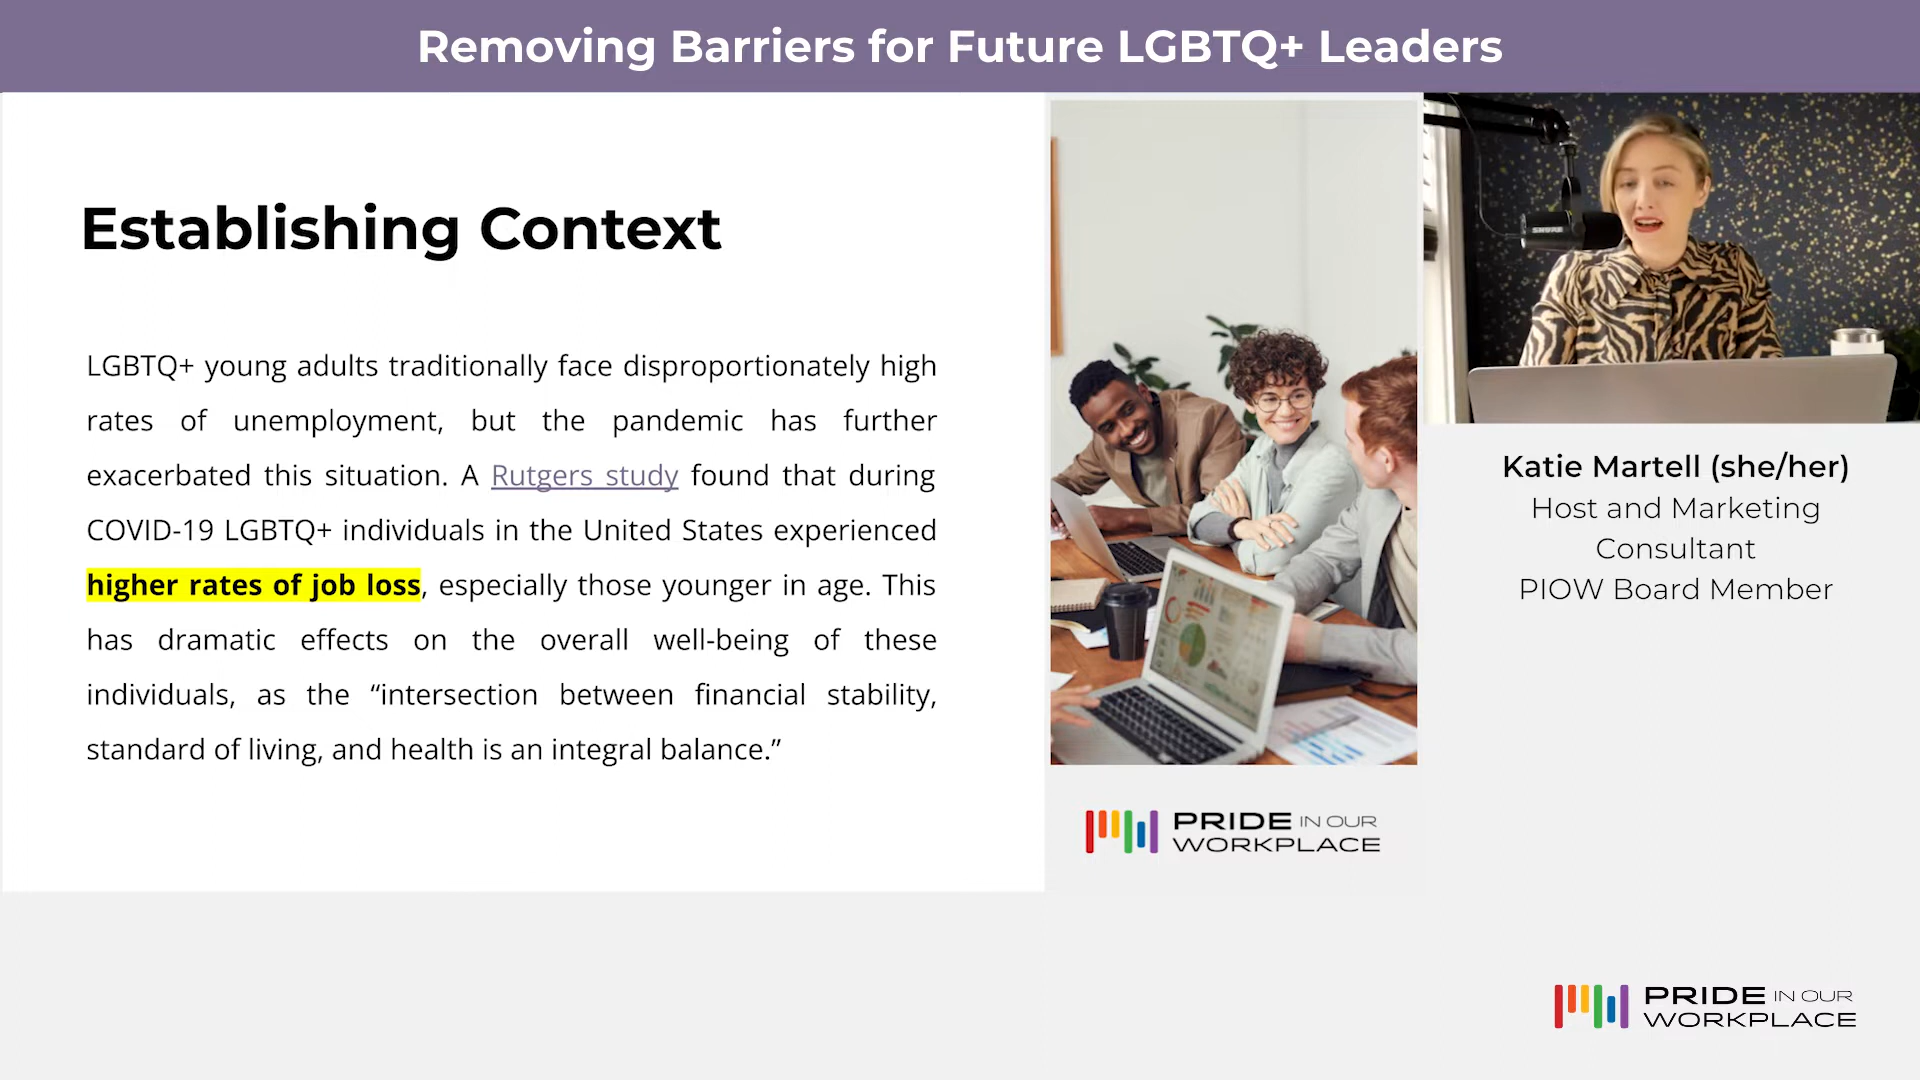 Removing Barriers for Future LGBTQ+ Leaders
Establishing Context
LGBTQ+ young adults traditionally face disproportionately high
rates of unemployment, but the pandemic has further
exacerbated this situation. A Rutgers study found that during
COVID-19 LGBTQ+ individuals in the United States experienced
higher rates of job loss, especially those younger in age. This
has dramatic effects on the overall well-being of these
individuals, as the “intersection between financial stability,
standard of living, and health is an integral balance.”
PRIDE IN OUR
WORKPLACE
SHURE
Katie Martell (she/her)
Host and Marketing
Consultant
PIOW Board Member
PRIDE IN OUR
WORKPLACE